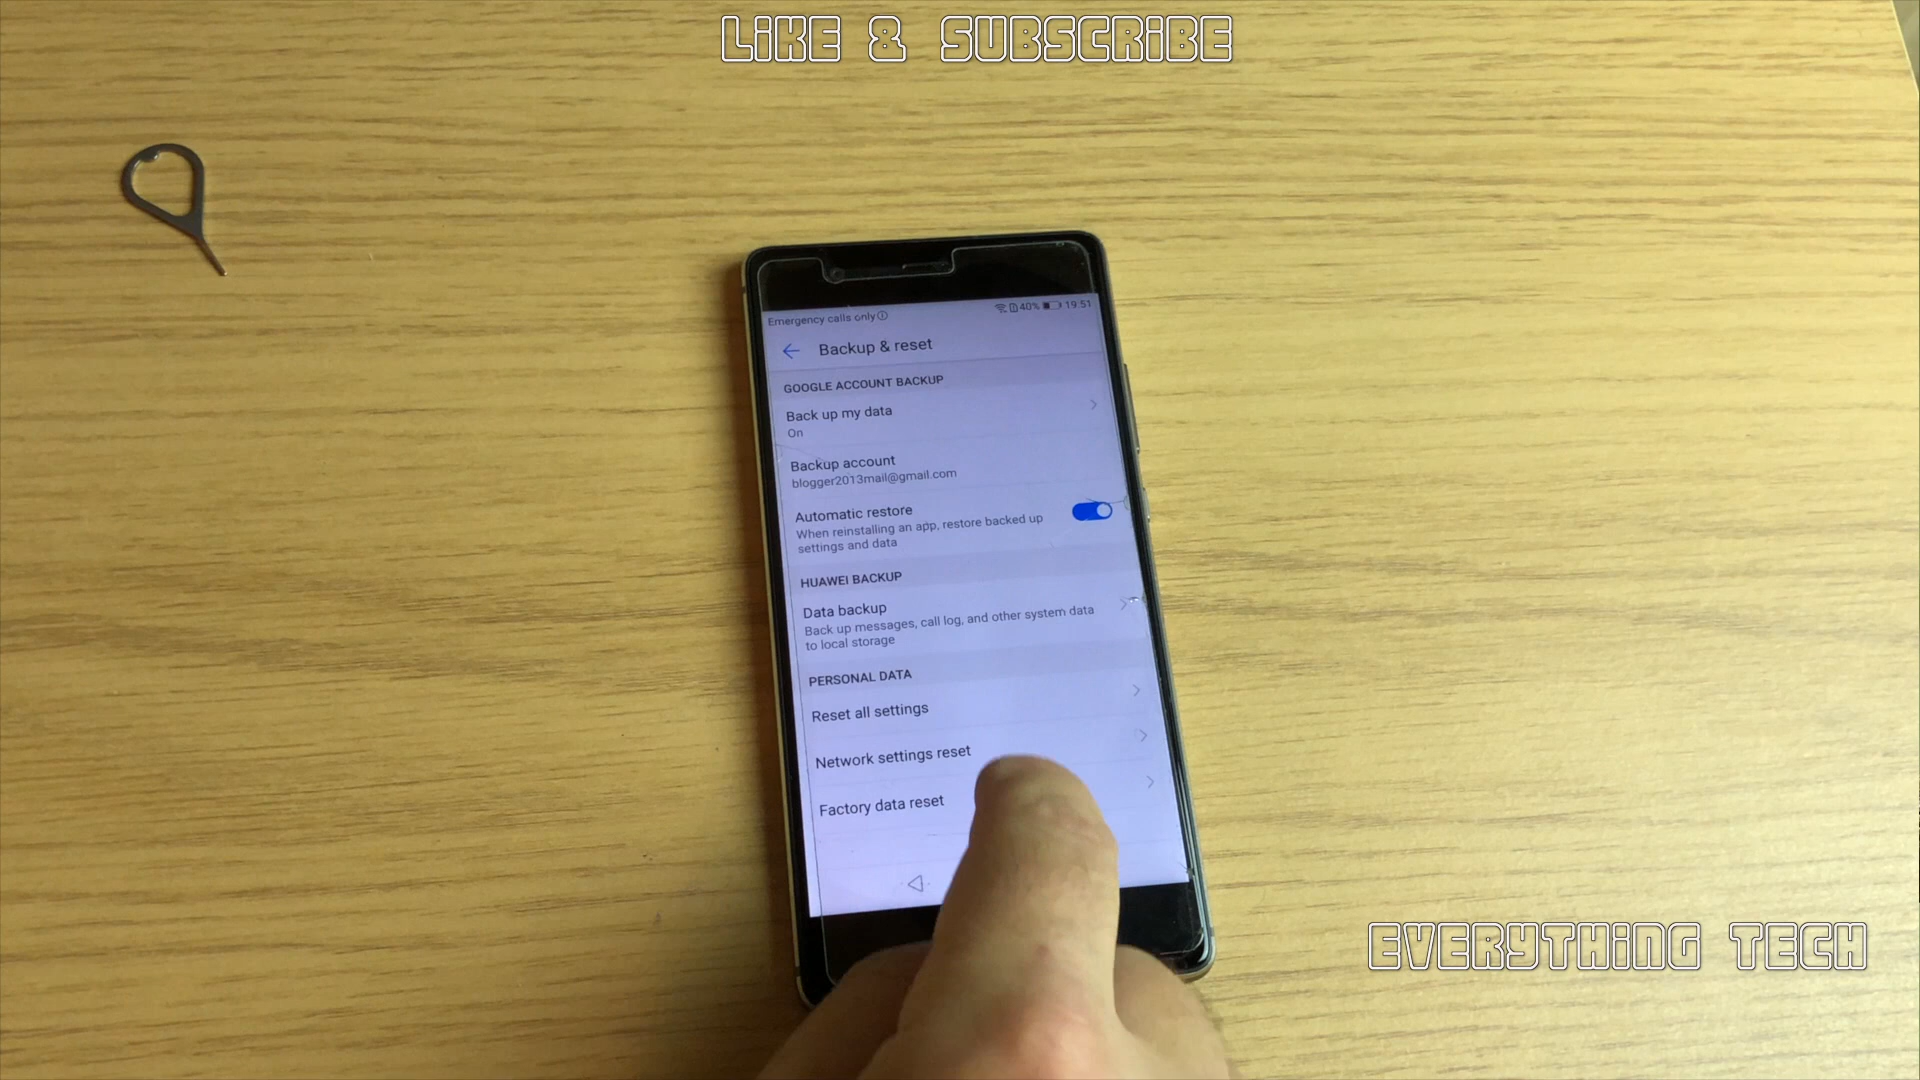 LIKE & SUBSCRIBE
Emergency calls only
40% 19:51
Backup & reset
GOOGLE ACCOUNT BACKUP
Back up my data
On
Backup account
blogger2013mail@gmail.com
Automatic restore
When reinstalling an app, restore backed up
settings and data
HUAWEI BACKUP
Data backup
Back up messages, call log, and other system data
to local storage
PERSONAL DATA
Reset all settings
Network settings reset
Factory data reset
EVERYTHING TECH